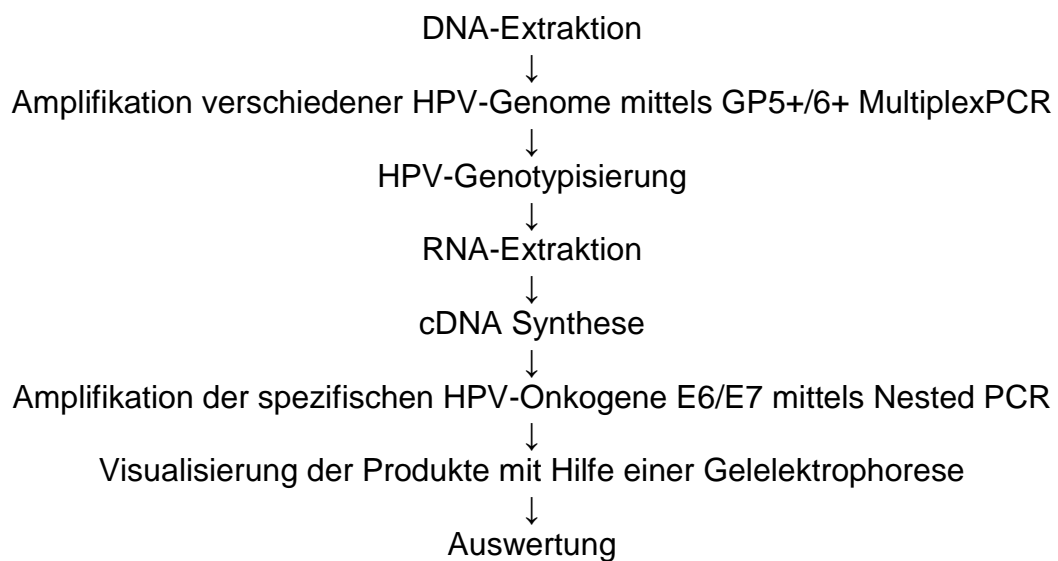 DNA-Extraktion
↓
Amplifikation verschiedener HPV-Genome mittels GP5+/6+ MultiplexPCR
↓
HPV-Genotypisierung
↓
RNA-Extraktion
↓
cDNA Synthese
↓
Amplifikation der spezifischen HPV-Onkogene E6/E7 mittels Nested PCR
↓
Visualisierung der Produkte mit Hilfe einer Gelelektrophorese
↓
Auswertung